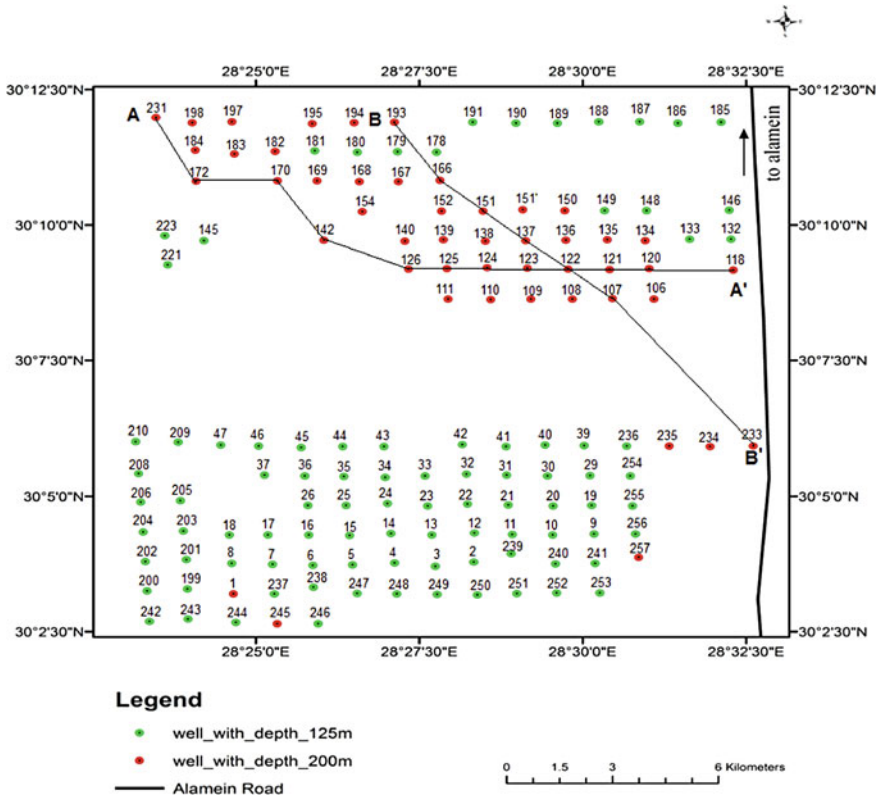 28°25'0"E 28°27'30"E 28°30'0"E 28°32'30"E
30°12'30"N 30°12'30"N
A 231 198 197 195 194 B 193 191 190 189 188 187 186 185
to alamein
184 183 182 181 180 179 178
172 170 169 168 167 166
154 152 151 151' 150 149 148 146
30°10'0"N 30°10'0"N
223 145 142 140 139 138 137 136 135 134 133 132
221 126 125 124 123 122 121 120 118
A'
111 110 109 108 107 106
30°7'30"N 30°7'30"N
210 209 47 46 45 44 43 42 41 40 39 236 235 234 233
B'
208 37 36 35 34 33 32 31 30 29 254
30°5'0"N 30°5'0"N
206 205 26 25 24 23 22 21 20 19 255
204 203 18 17 16 15 14 13 12 11 10 9 256
202 201 8 7 6 5 4 3 2 239 240 241 257
200 199 1 237 238 247 248 249 250 251 252 253
242 243 244 245 246
30°2'30"N 30°2'30"N
28°25'0"E 28°27'30"E 28°30'0"E 28°32'30"E
Legend
well_with_depth_125m
well_with_depth_200m
Alamein Road
0 1.5 3 6 Kilometers